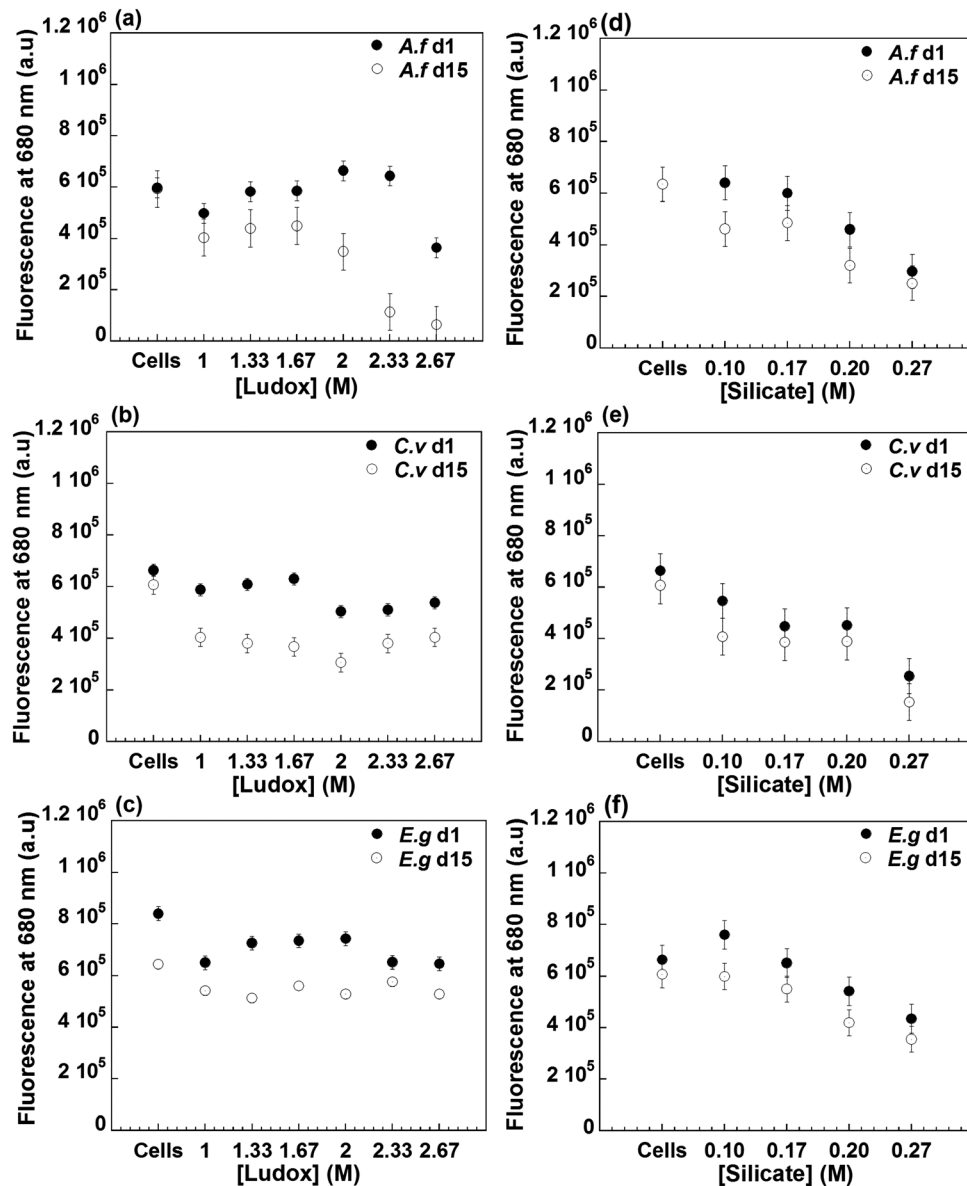 (a)
Fluorescence at 680 nm (a.u)
1.2 10⁶
1 10⁶
8 10⁵
6 10⁵
4 10⁵
2 10⁵
0
A.f d1
A.f d15
Cells 1 1.33 1.67 2 2.33 2.67
[Ludox] (M)
(d)
Fluorescence at 680 nm (a.u)
1.2 10⁶
1 10⁶
8 10⁵
6 10⁵
4 10⁵
2 10⁵
0
A.f d1
A.f d15
Cells 0.10 0.17 0.20 0.27
[Silicate] (M)
(b)
Fluorescence at 680 nm (a.u)
1.2 10⁶
1 10⁶
8 10⁵
6 10⁵
4 10⁵
2 10⁵
0
C.v d1
C.v d15
Cells 1 1.33 1.67 2 2.33 2.67
[Ludox] (M)
(e)
Fluorescence at 680 nm (a.u)
1.2 10⁶
1 10⁶
8 10⁵
6 10⁵
4 10⁵
2 10⁵
0
C.v d1
C.v d15
Cells 0.10 0.17 0.20 0.27
[Silicate] (M)
(c)
Fluorescence at 680 nm (a.u)
1.2 10⁶
1 10⁶
8 10⁵
6 10⁵
4 10⁵
2 10⁵
0
E.g d1
E.g d15
Cells 1 1.33 1.67 2 2.33 2.67
[Ludox] (M)
(f)
Fluorescence at 680 nm (a.u)
1.2 10⁶
1 10⁶
8 10⁵
6 10⁵
4 10⁵
2 10⁵
0
E.g d1
E.g d15
Cells 0.10 0.17 0.20 0.27
[Silicate] (M)